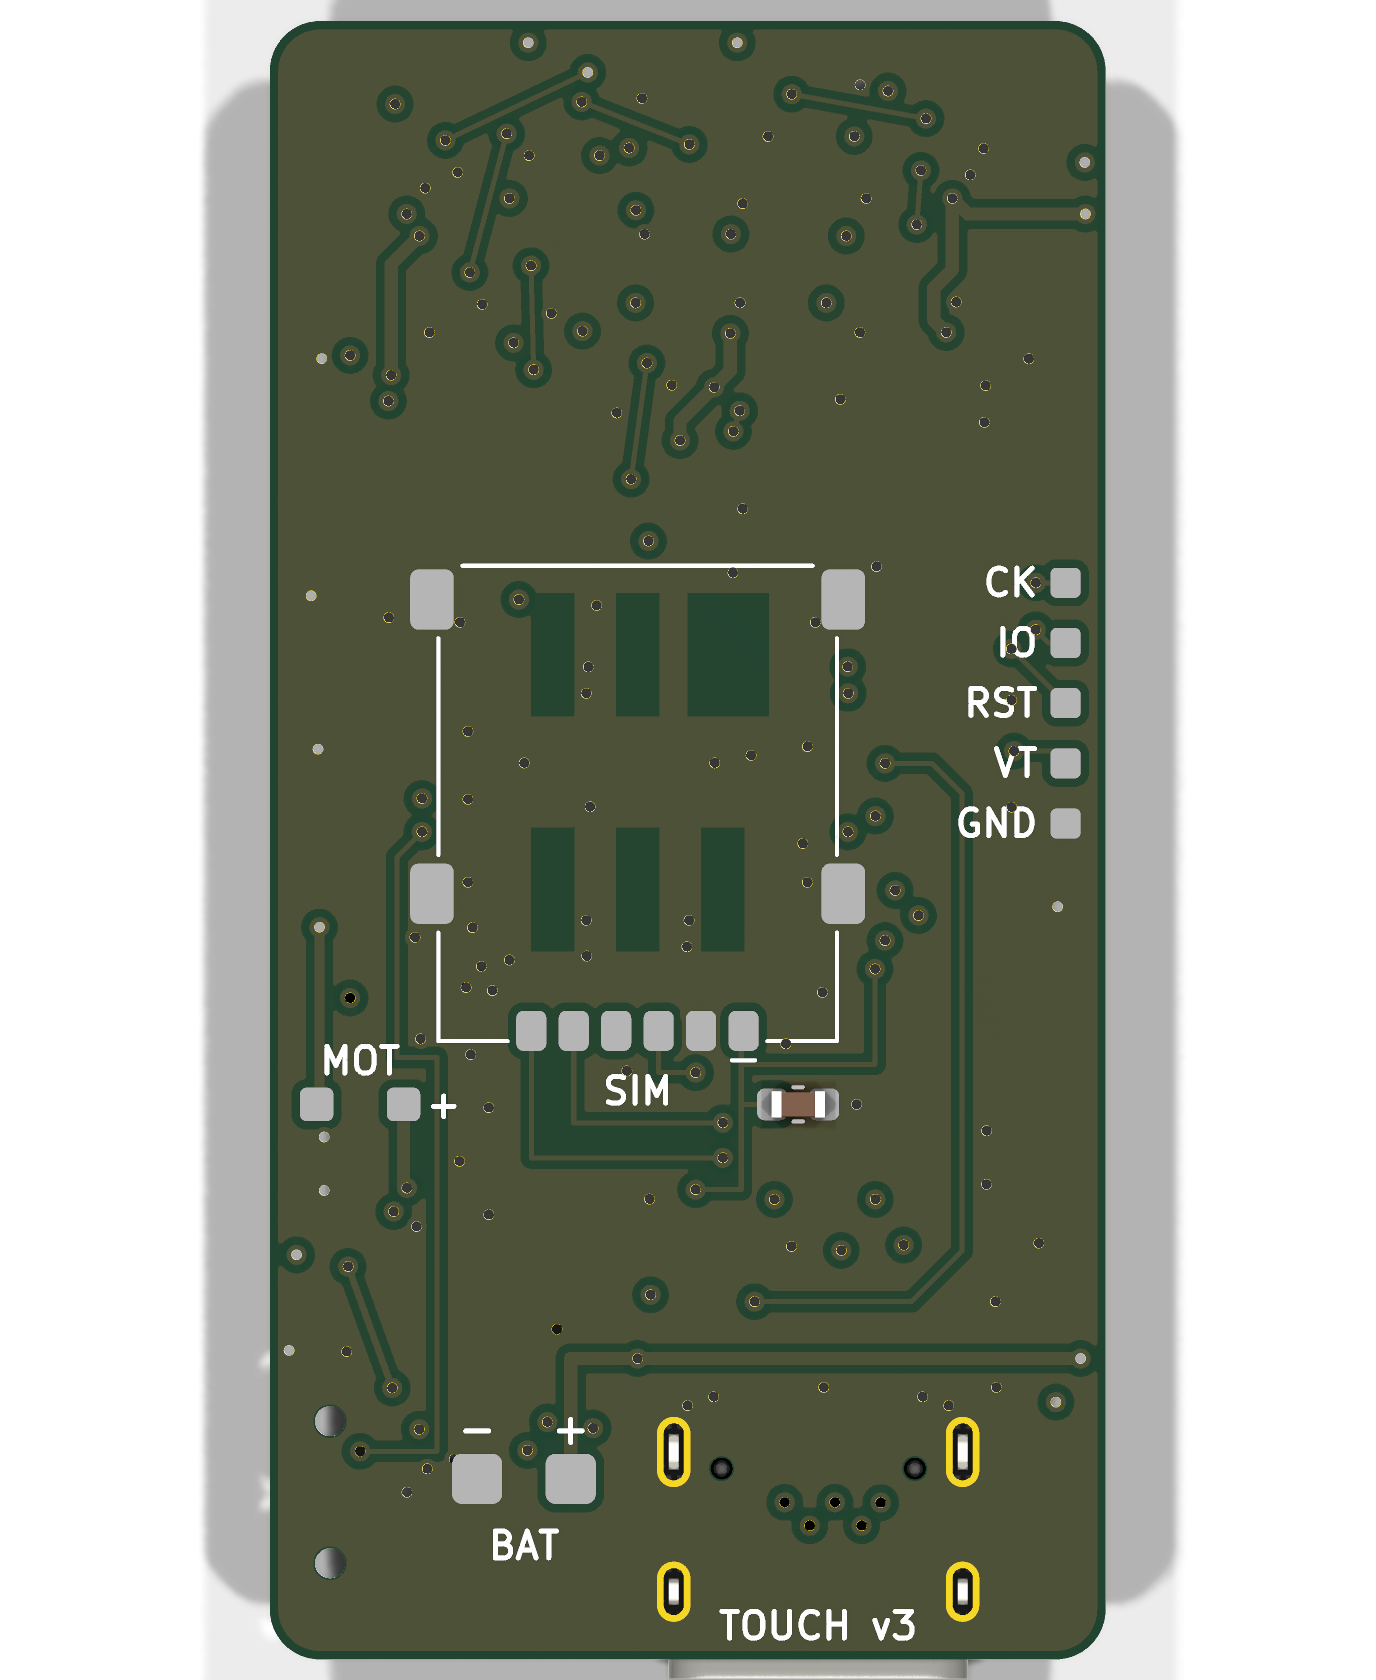 CK
IO
RST
VT
GND
MOT
+
SIM
− +
BAT
TOUCH v3